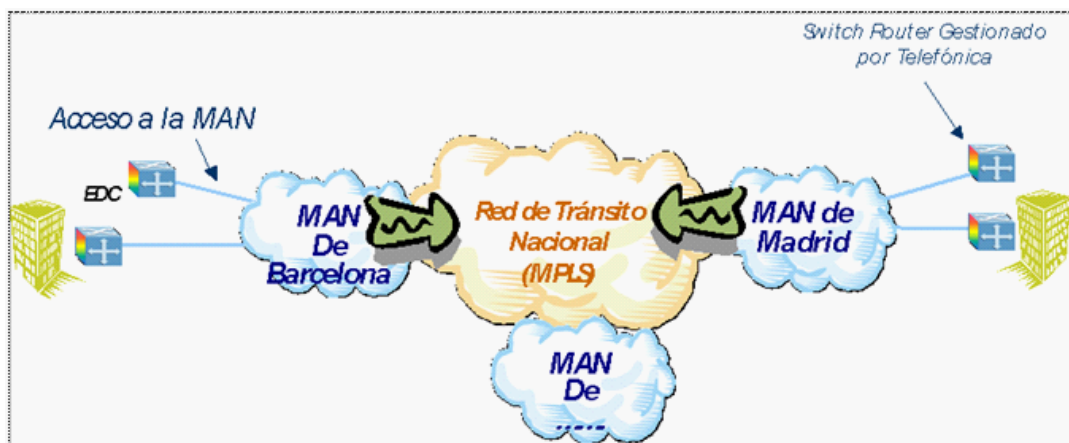 Switch Router Gestionado
por Telefónica
Acceso a la MAN
EDC
MAN
De
Barcelona
Red de Tránsito
Nacional
(MPLS)
MAN de
Madrid
MAN
De
.....